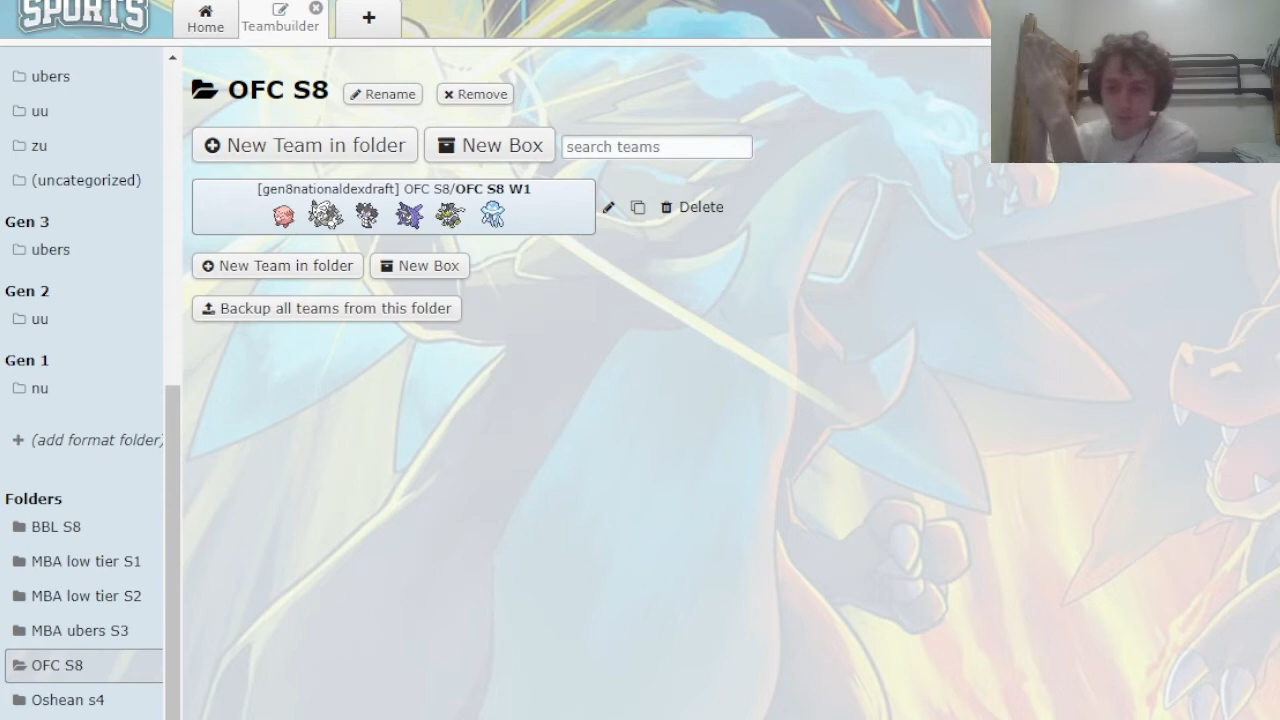 SPORTS
Home
Teambuilder
+
ubers
uu
zu
(uncategorized)
Gen 3
ubers
Gen 2
uu
Gen 1
nu
+ (add format folder)
Folders
BBL S8
MBA low tier S1
MBA low tier S2
MBA ubers S3
OFC S8
Oshean s4
OFC S8 Rename Remove
New Team in folder New Box search teams
[gen8nationaldexdraft] OFC S8/OFC S8 W1
Delete
New Team in folder New Box
Backup all teams from this folder